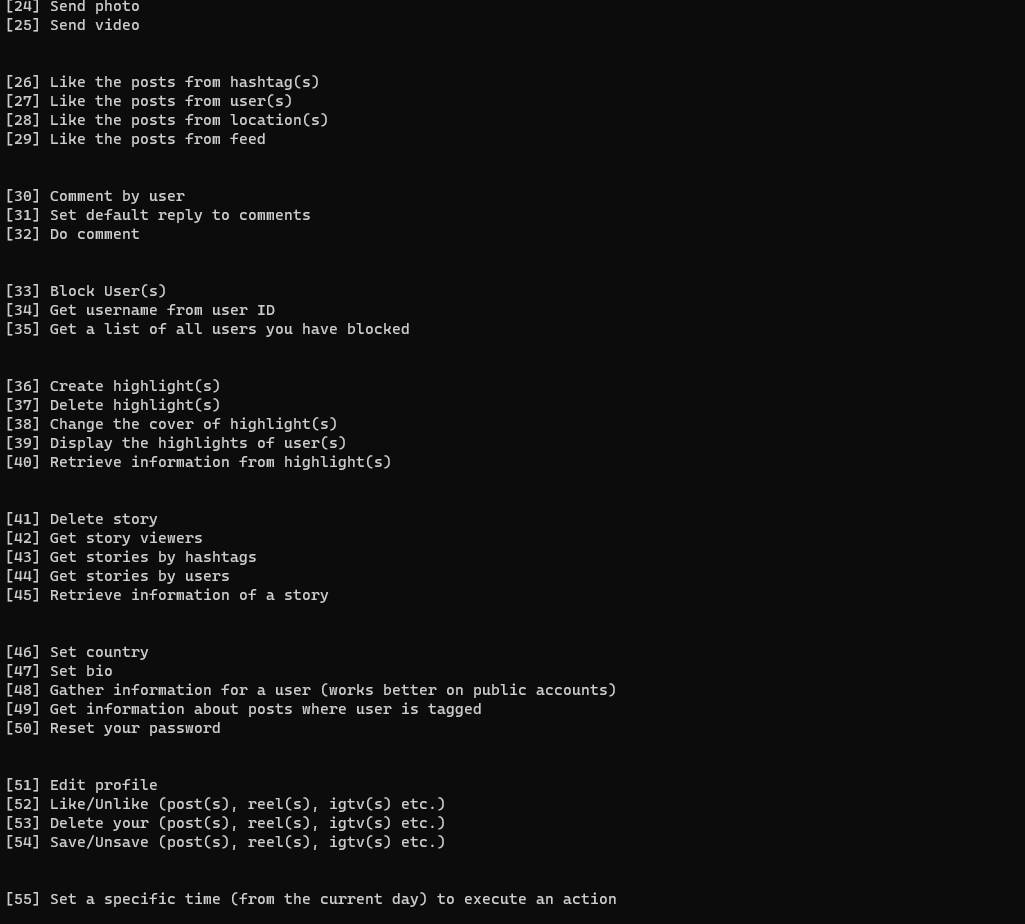 [24] Send photo
[25] Send video
[26] Like the posts from hashtag(s)
[27] Like the posts from user(s)
[28] Like the posts from location(s)
[29] Like the posts from feed
[30] Comment by user
[31] Set default reply to comments
[32] Do comment
[33] Block User(s)
[34] Get username from user ID
[35] Get a list of all users you have blocked
[36] Create highlight(s)
[37] Delete highlight(s)
[38] Change the cover of highlight(s)
[39] Display the highlights of user(s)
[40] Retrieve information from highlight(s)
[41] Delete story
[42] Get story viewers
[43] Get stories by hashtags
[44] Get stories by users
[45] Retrieve information of a story
[46] Set country
[47] Set bio
[48] Gather information for a user (works better on public accounts)
[49] Get information about posts where user is tagged
[50] Reset your password
[51] Edit profile
[52] Like/Unlike (post(s), reel(s), igtv(s) etc.)
[53] Delete your (post(s), reel(s), igtv(s) etc.)
[54] Save/Unsave (post(s), reel(s), igtv(s) etc.)
[55] Set a specific time (from the current day) to execute an action